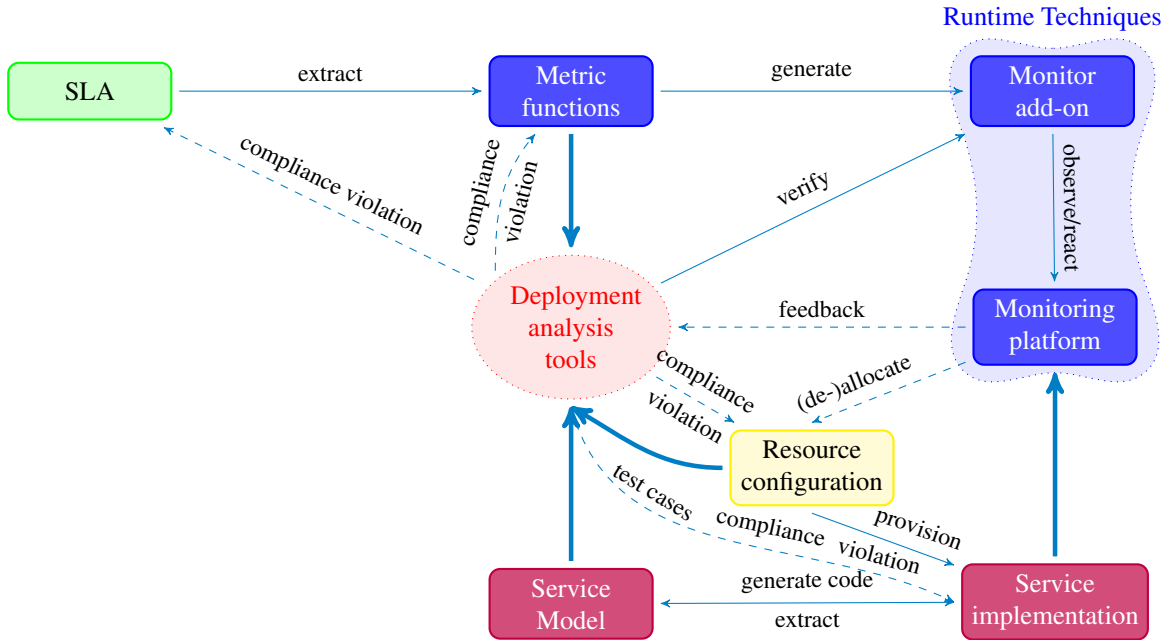 Runtime Techniques
SLA
extract
Metric
functions
generate
Monitor
add-on
compliance violation
compliance
violation
verify
observe/react
Deployment
analysis
tools
feedback
Monitoring
platform
compliance
violation
(de-)allocate
Resource
configuration
test cases
compliance
violation
provision
Service
Model
generate code
extract
Service
implementation